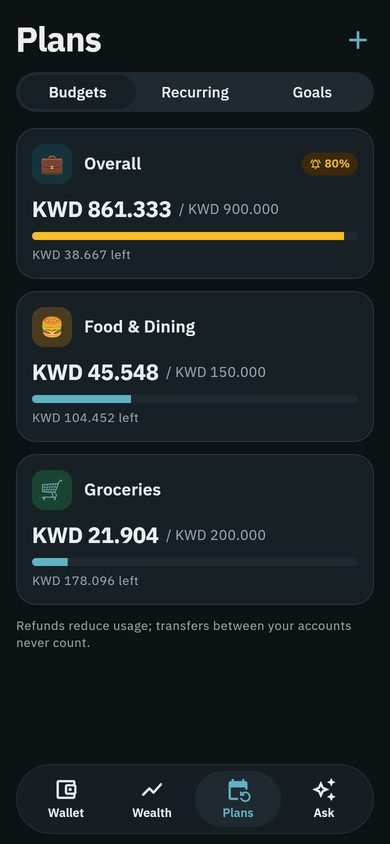 Plans
Budgets Recurring Goals
Overall 80%
KWD 861.333 / KWD 900.000
KWD 38.667 left
Food & Dining
KWD 45.548 / KWD 150.000
KWD 104.452 left
Groceries
KWD 21.904 / KWD 200.000
KWD 178.096 left
Refunds reduce usage; transfers between your accounts
never count.
Wallet Wealth Plans Ask